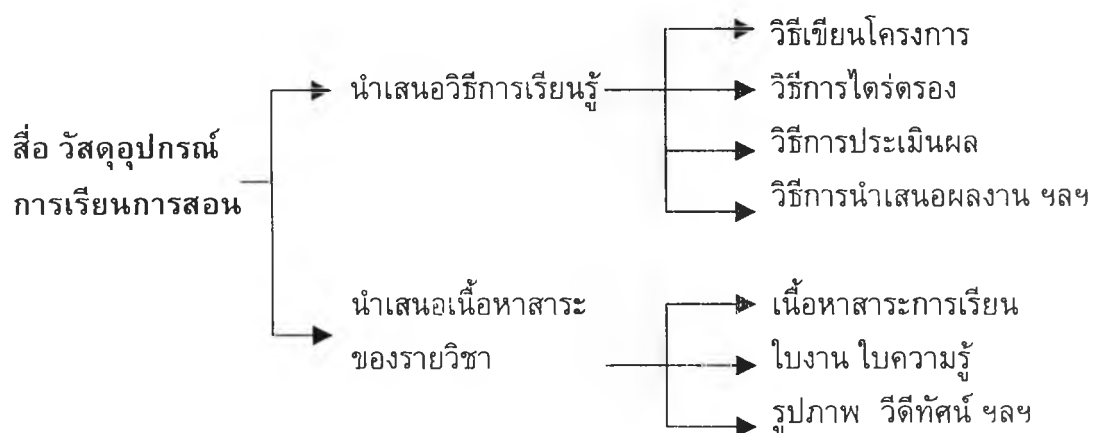 สื่อ วัสดุอุปกรณ์
การเรียนการสอน
นำเสนอวิธีการเรียนรู้
วิธีเขียนโครงการ
วิธีการไตร่ตรอง
วิธีการประเมินผล
วิธีการนำเสนอผลงาน ฯลฯ
นำเสนอเนื้อหาสาระ
ของรายวิชา
เนื้อหาสาระการเรียน
ใบงาน ใบความรู้
รูปภาพ วีดีทัศน์ ฯลฯ